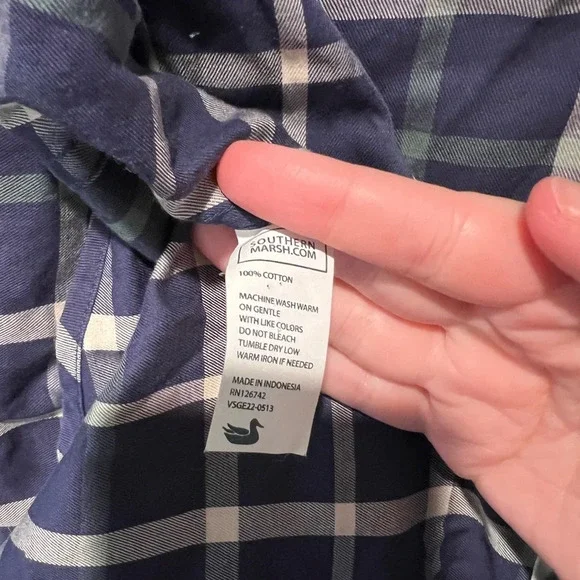 SOUTHERN
MARSH.COM
100% COTTON
MACHINE WASH WARM
ON GENTLE
WITH LIKE COLORS
DO NOT BLEACH
TUMBLE DRY LOW
WARM IRON IF NEEDED
MADE IN INDONESIA
RN126742
VSGE22-0513